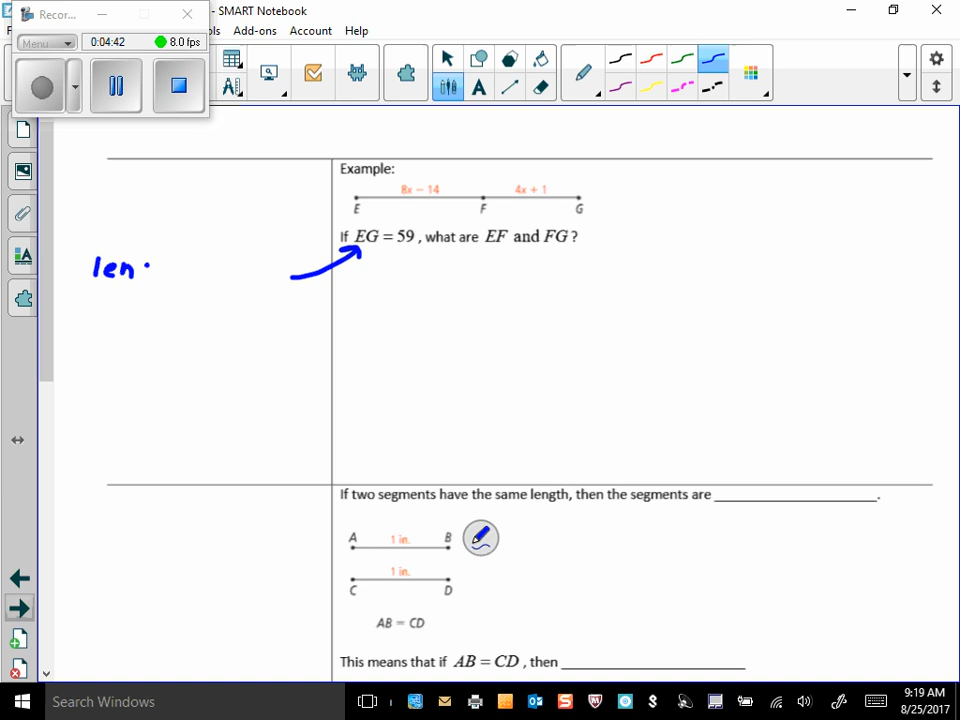 Recor...
- SMART Notebook
ols Add-ons Account Help
Menu 0:04:42 8.0 fps
Example:
8x − 14 4x + 1
E F G
If EG = 59 , what are EF and FG ?
len
If two segments have the same length, then the segments are ____________________.
A 1 in. B
1 in.
C D
AB = CD
This means that if AB = CD , then ____________________
Search Windows
9:19 AM
8/25/2017